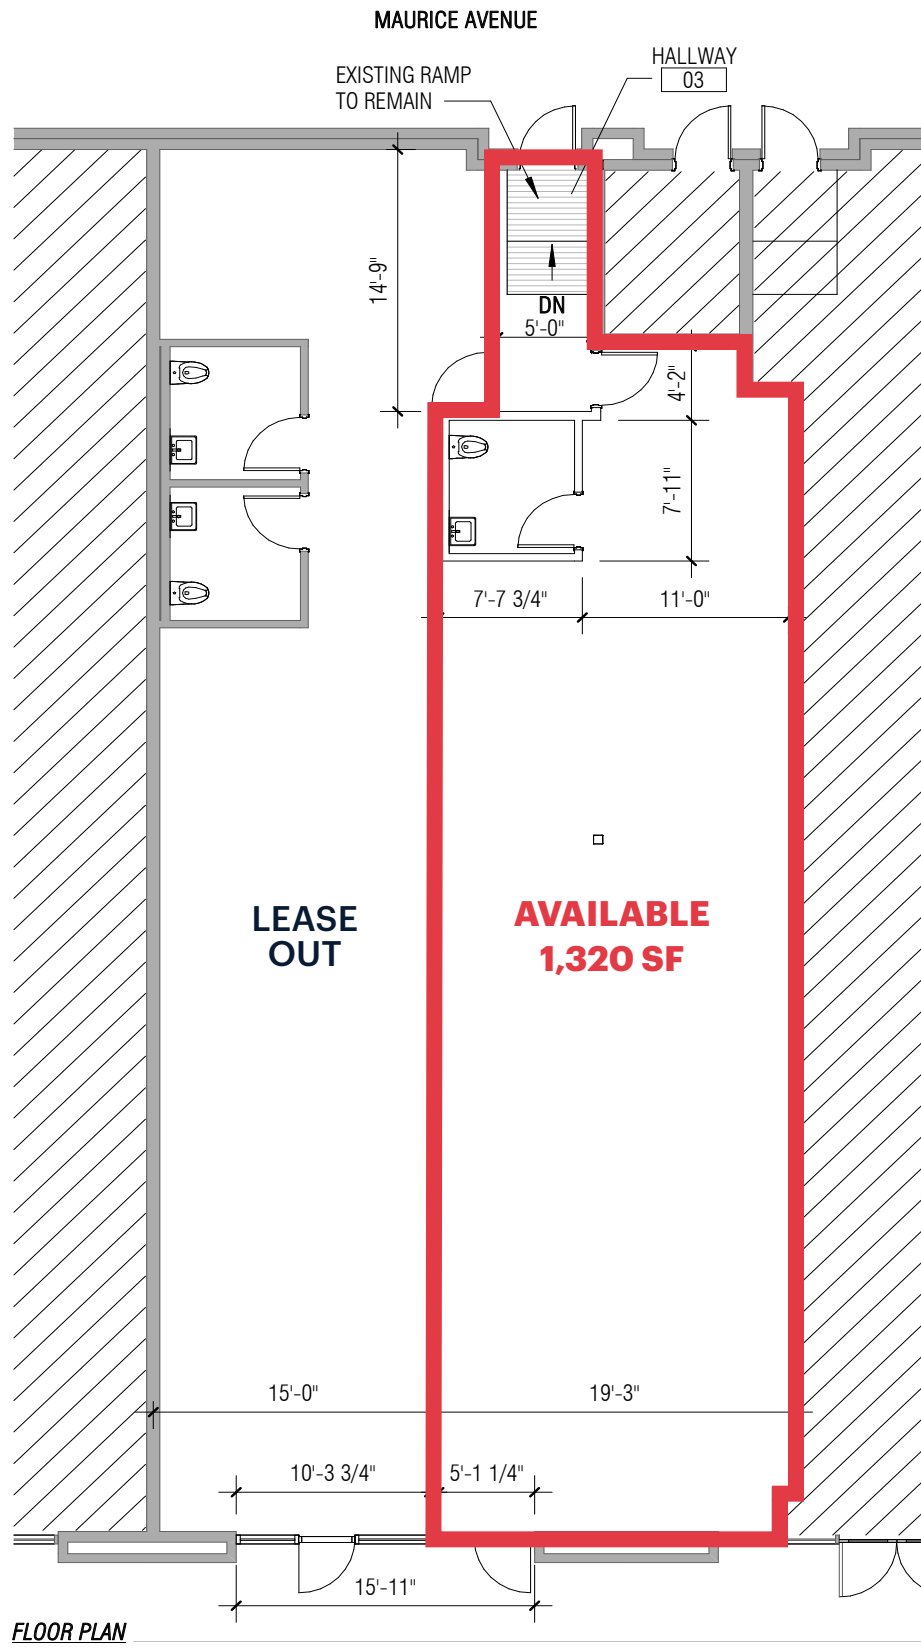 MAURICE AVENUE
HALLWAY
03
EXISTING RAMP
TO REMAIN
14'-9"
DN
5'-0"
4'-2"
7'-11"
7'-7 3/4"
11'-0"
LEASE
OUT
AVAILABLE
1,320 SF
15'-0"
19'-3"
10'-3 3/4"
5'-1 1/4"
15'-11"
FLOOR PLAN